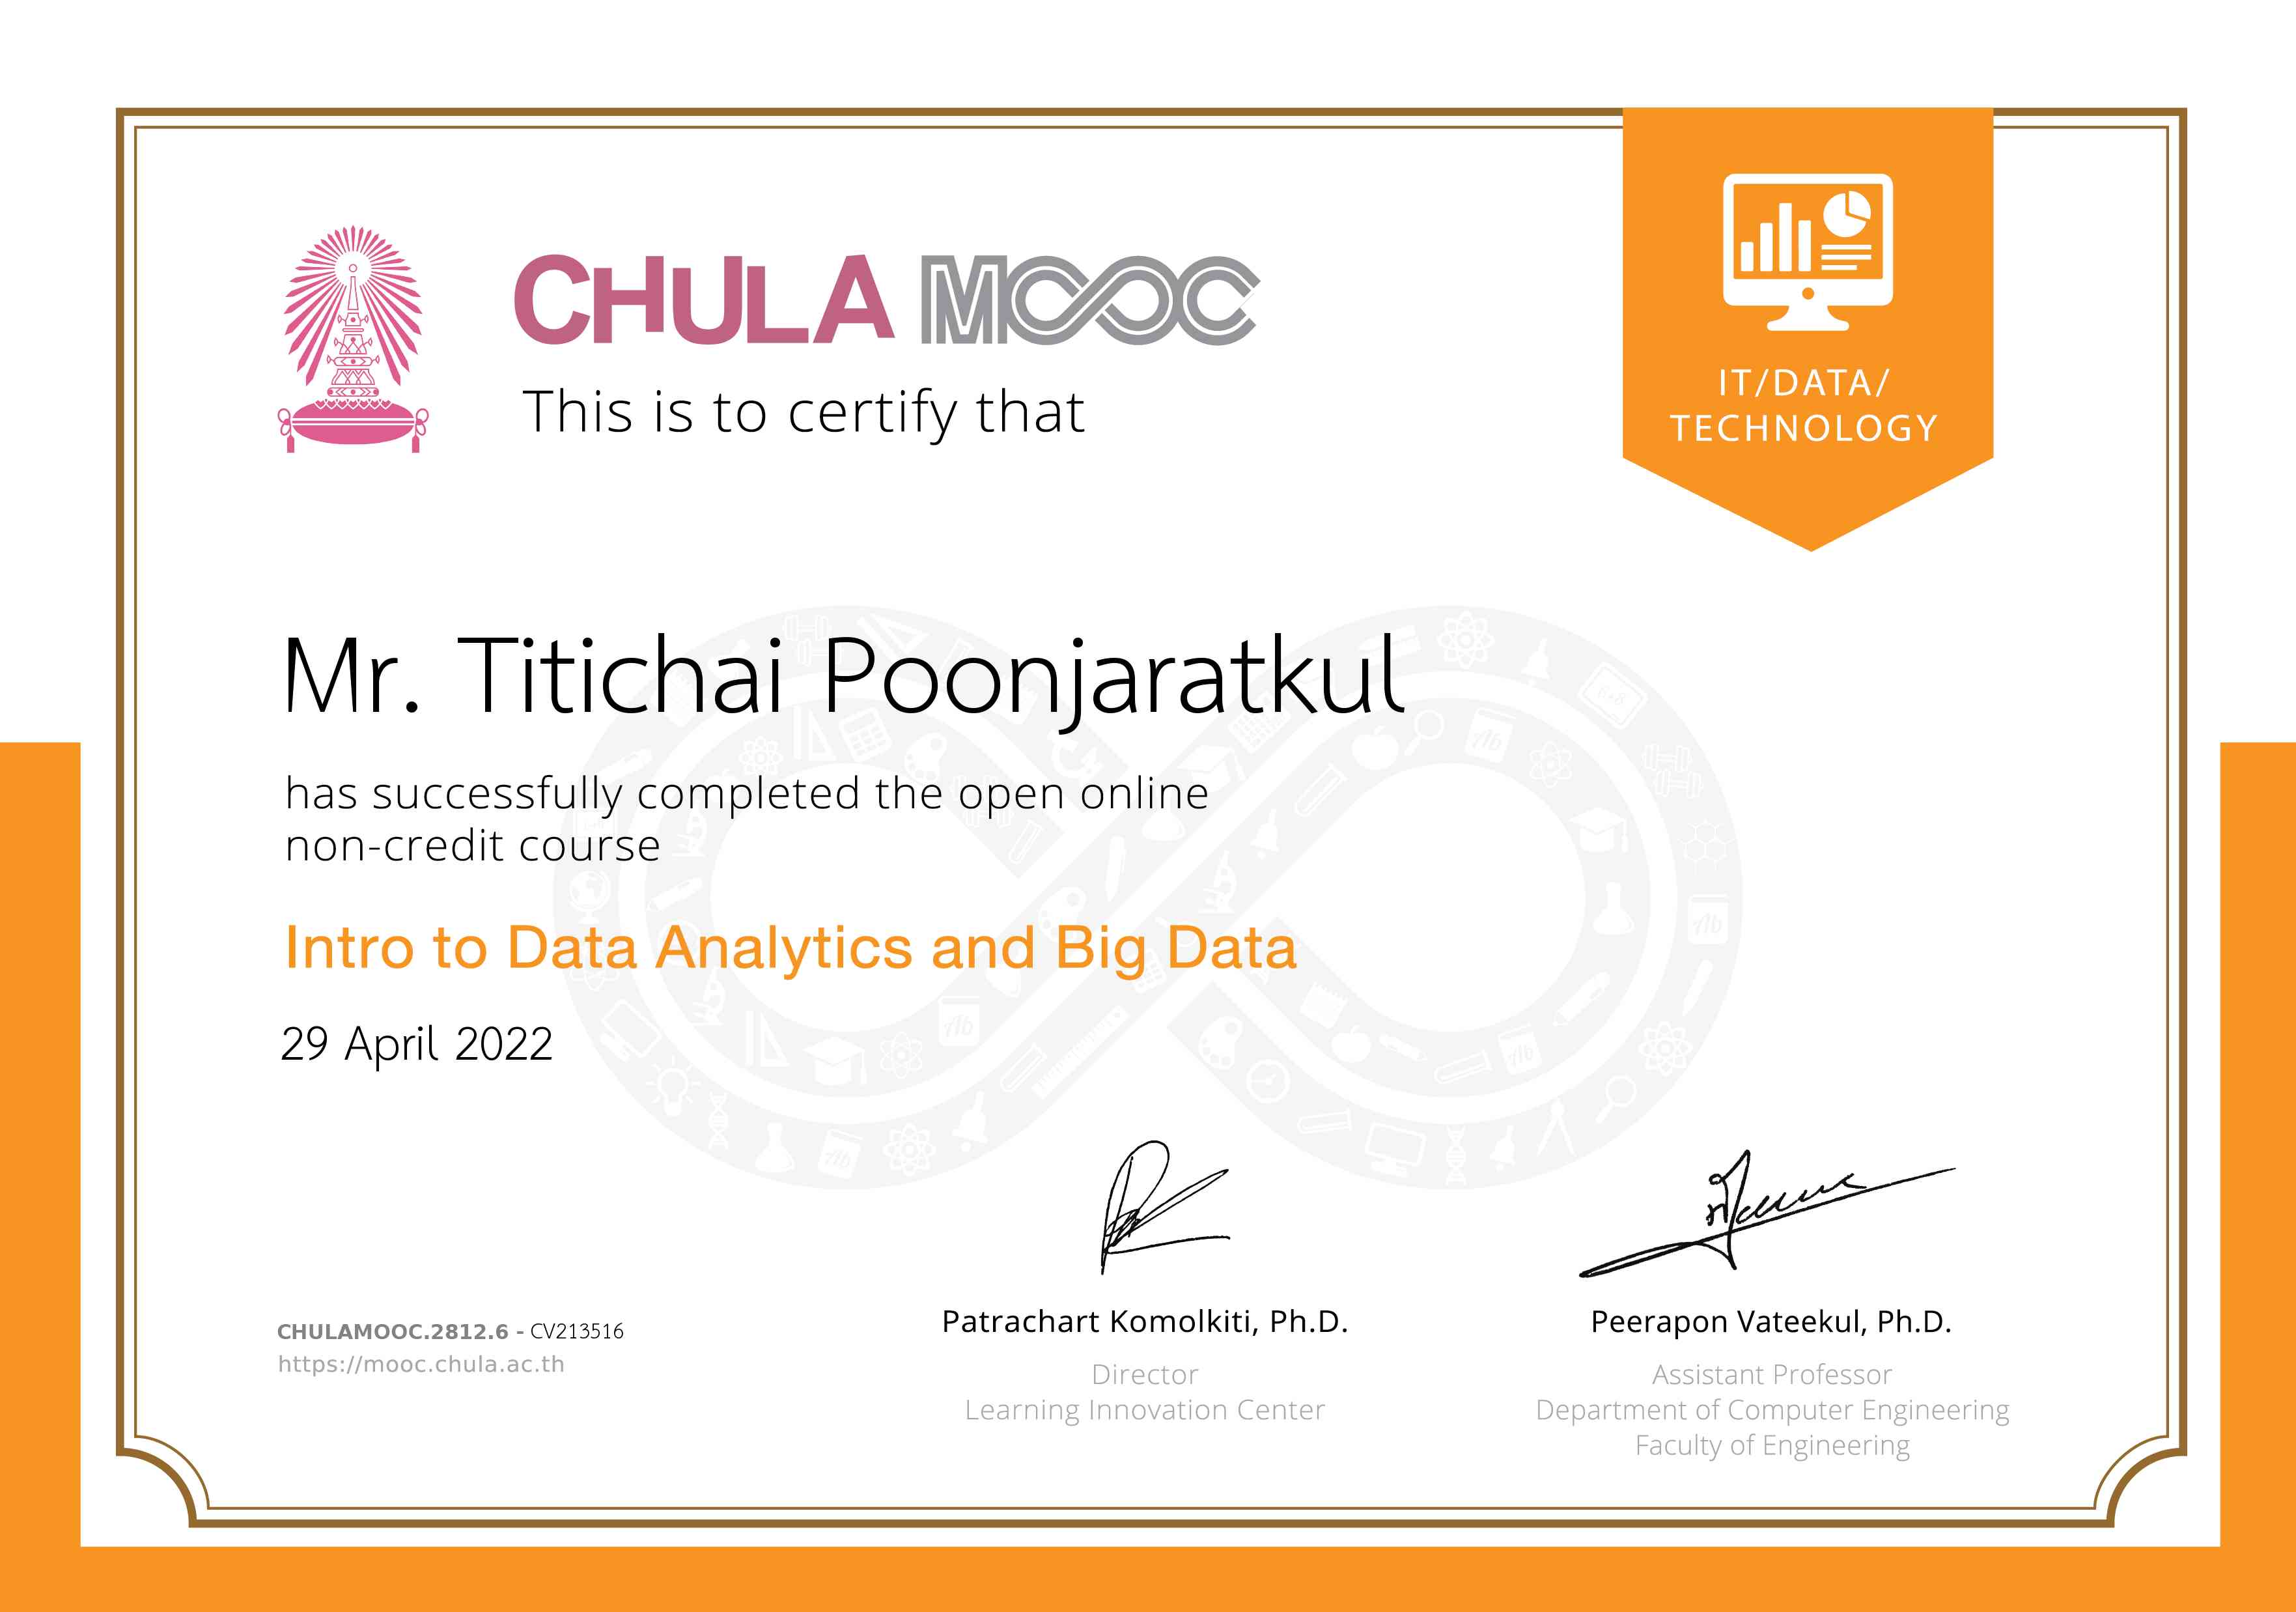 CHULA MOOC
This is to certify that
IT/DATA/
TECHNOLOGY
Mr. Titichai Poonjaratkul
has successfully completed the open online
non-credit course
Intro to Data Analytics and Big Data
29 April 2022
CHULAMOOC.2812.6 - CV213516
https://mooc.chula.ac.th
Patrachart Komolkiti, Ph.D.
Director
Learning Innovation Center
Peerapon Vateekul, Ph.D.
Assistant Professor
Department of Computer Engineering
Faculty of Engineering